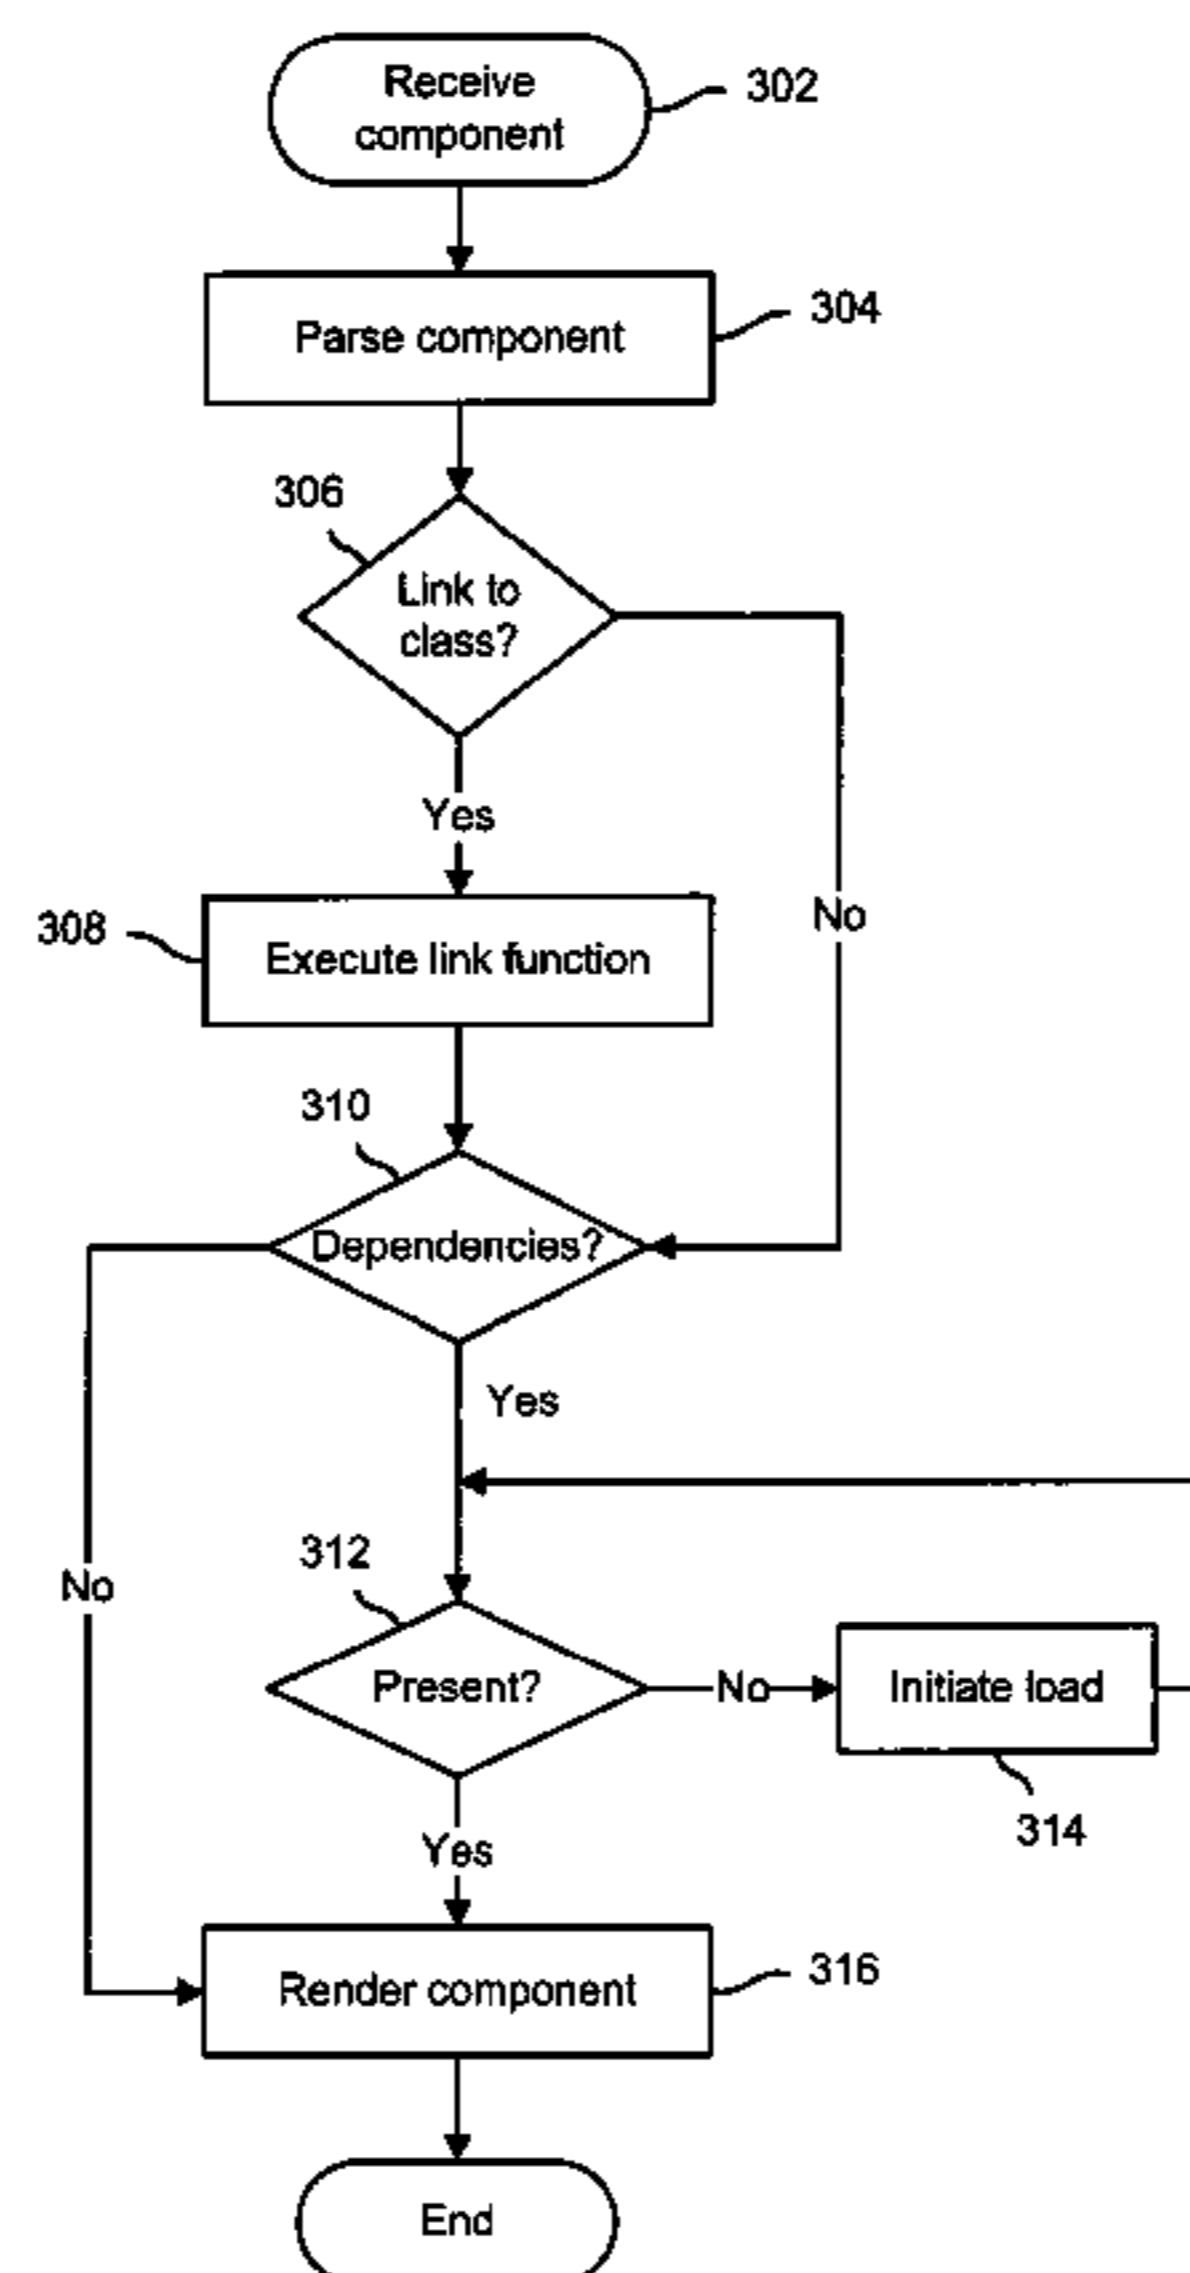 Receive
component
302
Parse component
304
306
Link to
class?
Yes
No
308
Execute link function
310
Dependencies?
Yes
No
312
Present?
No
Initiate load
314
Yes
Render component
316
End